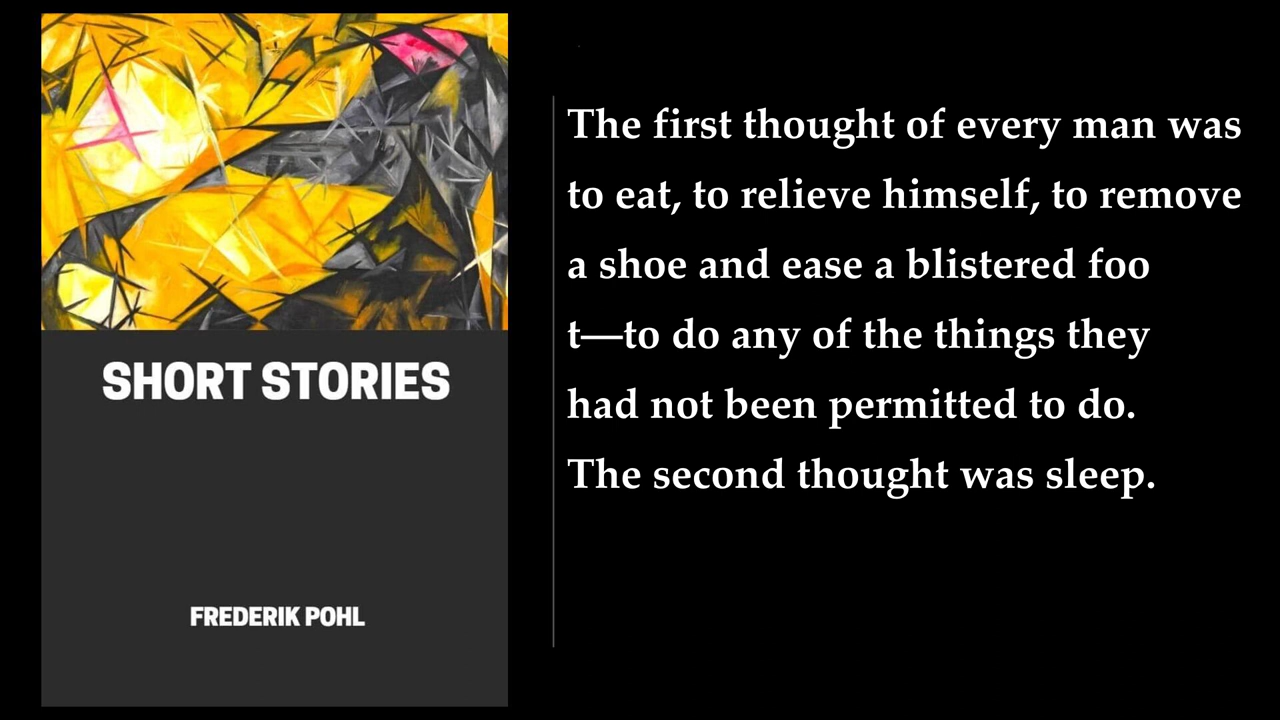 SHORT STORIES
FREDERIK POHL
The first thought of every man was
to eat, to relieve himself, to remove
a shoe and ease a blistered foo
t—to do any of the things they
had not been permitted to do.
The second thought was sleep.